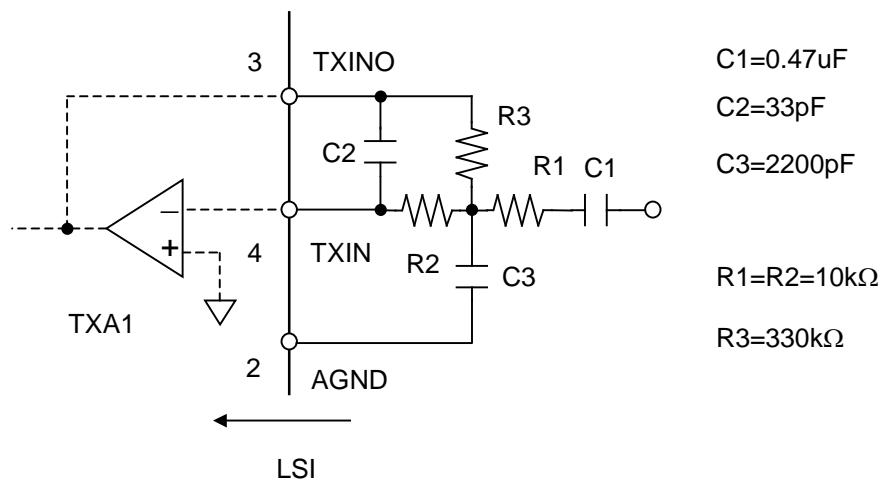 3 TXINO
C1=0.47uF
C2=33pF
R3
C2
R1 C1
C3=2200pF
4 TXIN
R2
C3
R1=R2=10kΩ
TXA1
R3=330kΩ
2 AGND
LSI
− +